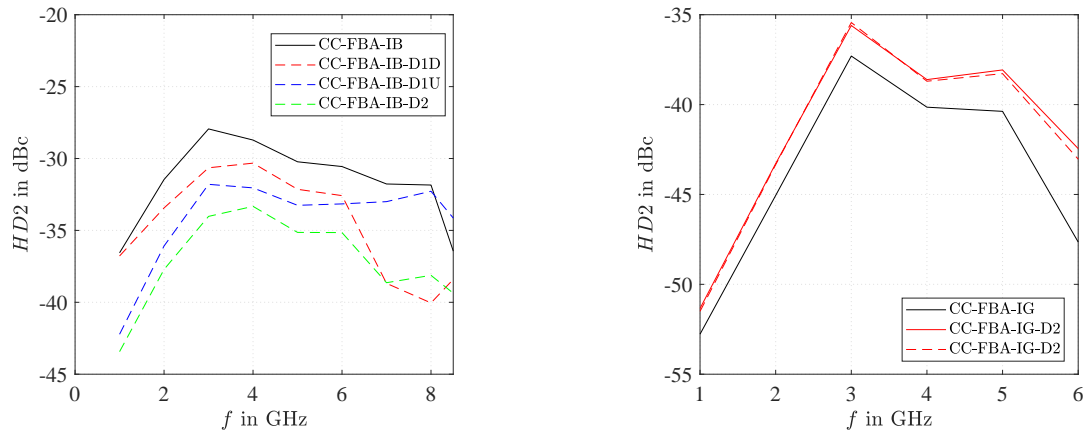 -20
-25
-30
-35
-40
-45
HD2 in dBc
0
2
4
6
8
f in GHz
CC-FBA-IB
CC-FBA-IB-D1D
CC-FBA-IB-D1U
CC-FBA-IB-D2
-35
-40
-45
-50
-55
HD2 in dBc
1
2
3
4
5
6
f in GHz
CC-FBA-IG
CC-FBA-IG-D2
CC-FBA-IG-D2